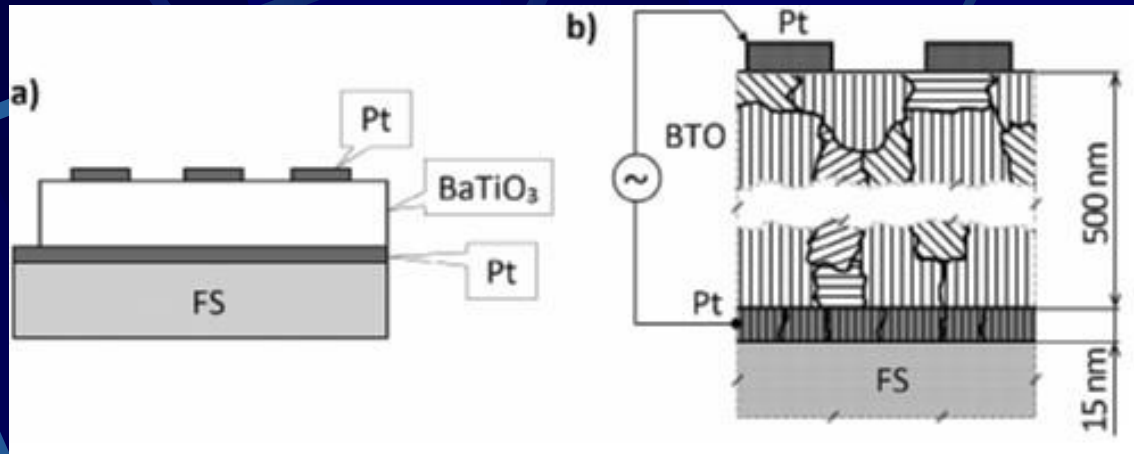 a)
Pt
BaTiO₃
Pt
FS
b)
Pt
BTO
~
500 nm
Pt
FS
15 nm